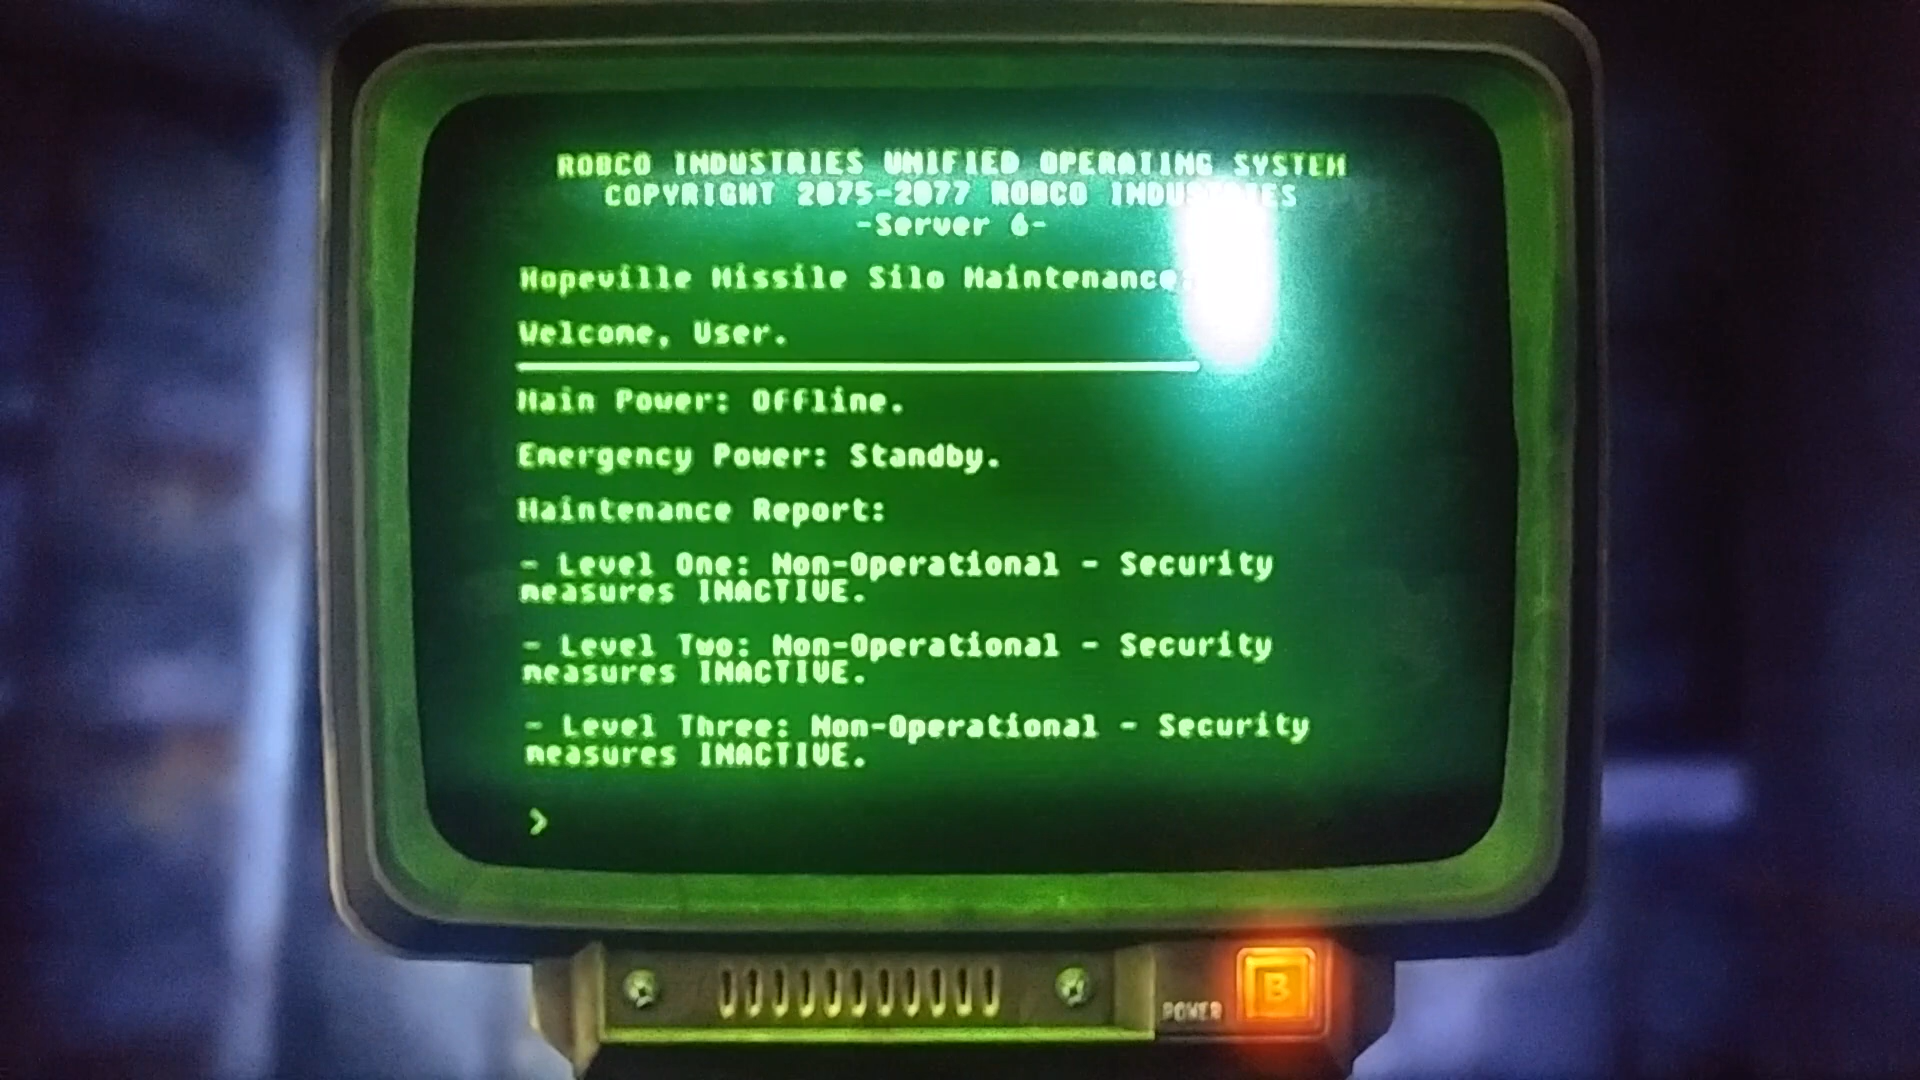 ROBCO INDUSTRIES UNIFIED OPERATING SYSTEM
COPYRIGHT 2075-2077 ROBCO INDUSTRIES
-Server 6-
Hopeville Missile Silo Maintenance:
Welcome, User.
Main Power: Offline.
Emergency Power: Standby.
Maintenance Report:
- Level One: Non-Operational - Security
measures INACTIVE.
- Level Two: Non-Operational - Security
measures INACTIVE.
- Level Three: Non-Operational - Security
measures INACTIVE.
>
POWER
B